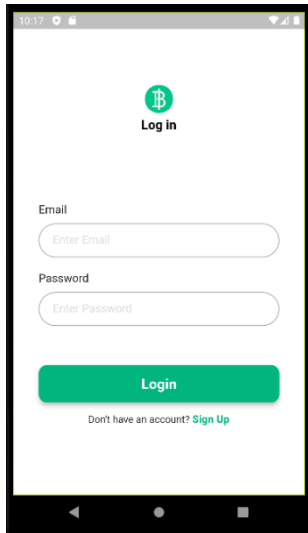 10:17
Log in
Email
Enter Email
Password
Enter Password
Login
Don't have an account? Sign Up